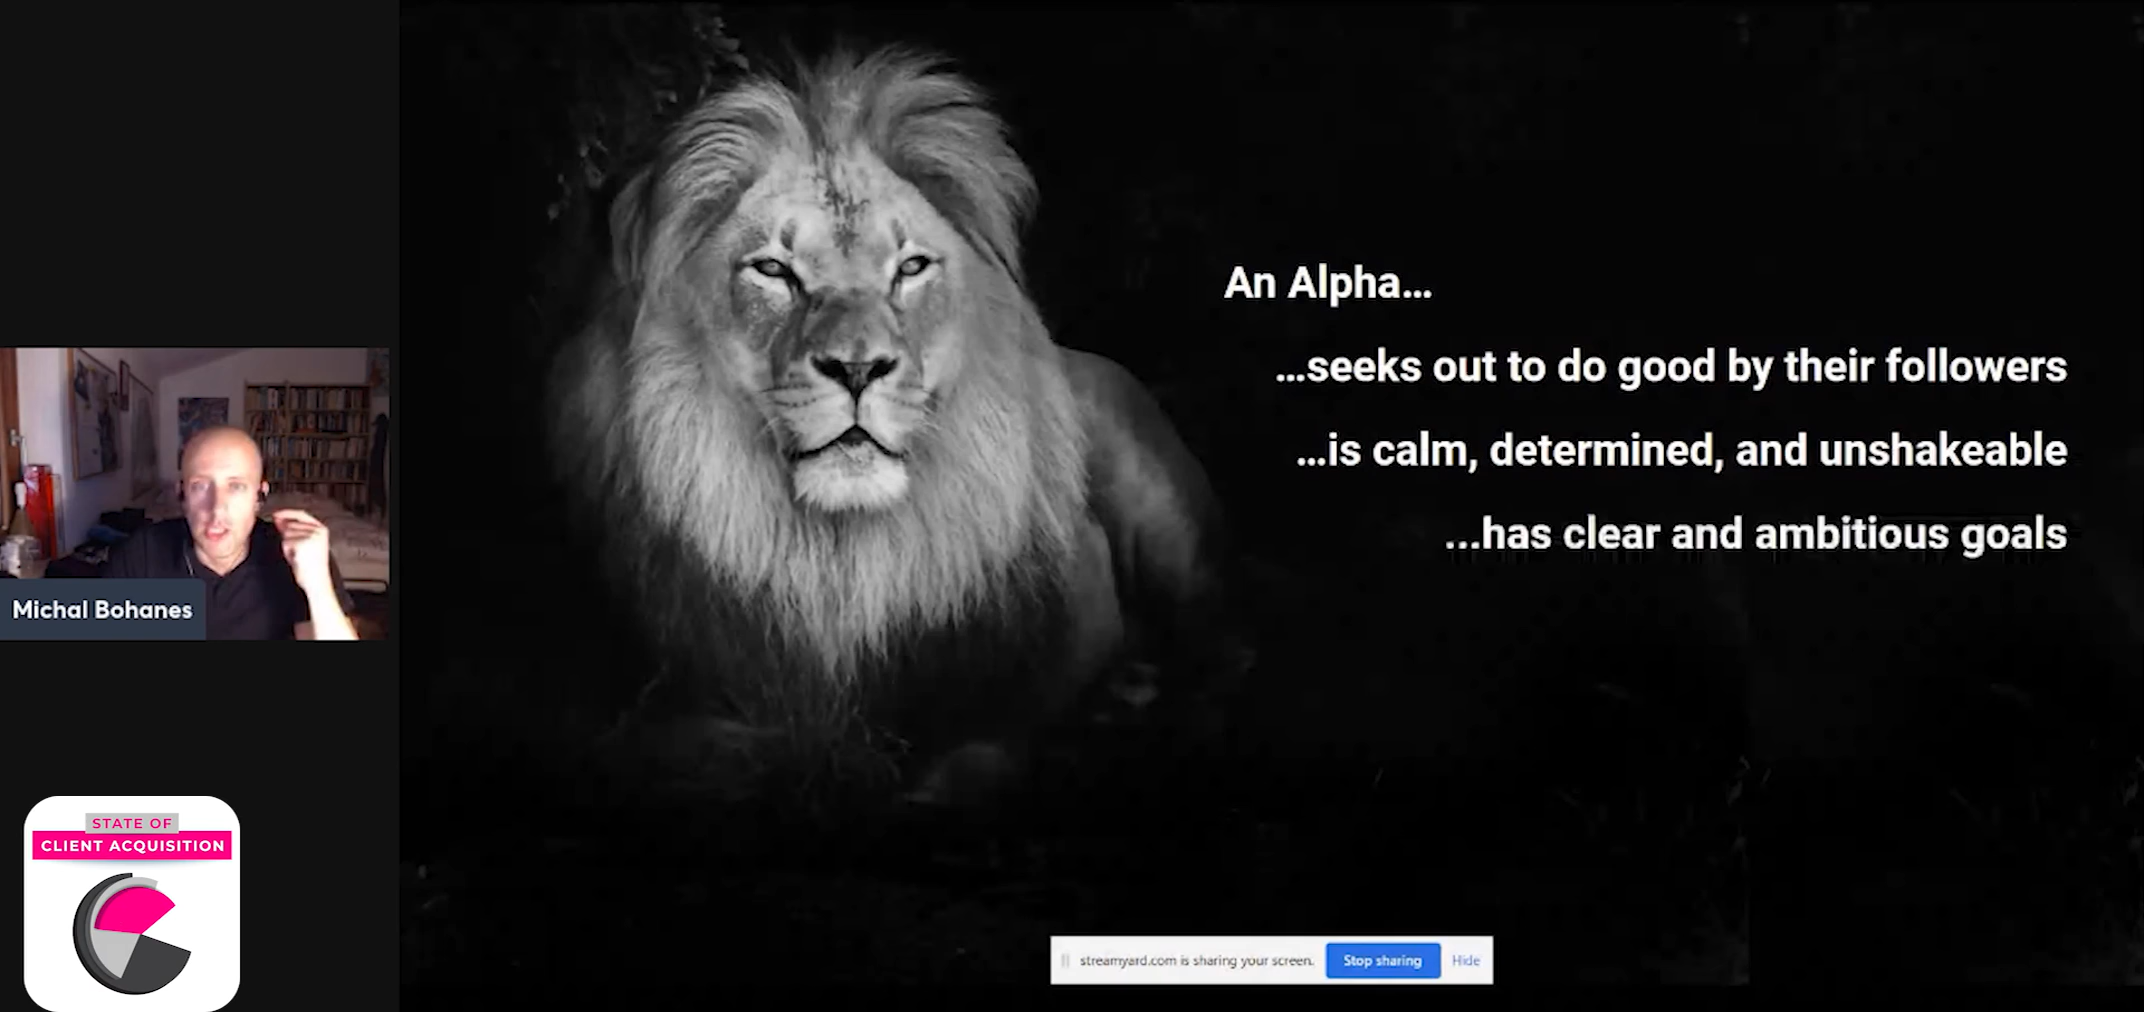 An Alpha...
...seeks out to do good by their followers
...is calm, determined, and unshakeable
...has clear and ambitious goals
Michal Bohanes
STATE OF
CLIENT ACQUISITION
streamyard.com is sharing your screen. Stop sharing Hide